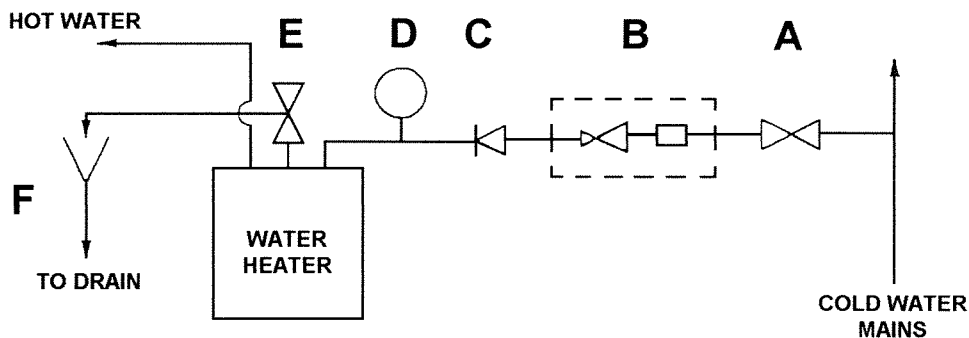 HOT WATER
E
D
C
B
A
F
WATER
HEATER
TO DRAIN
COLD WATER
MAINS